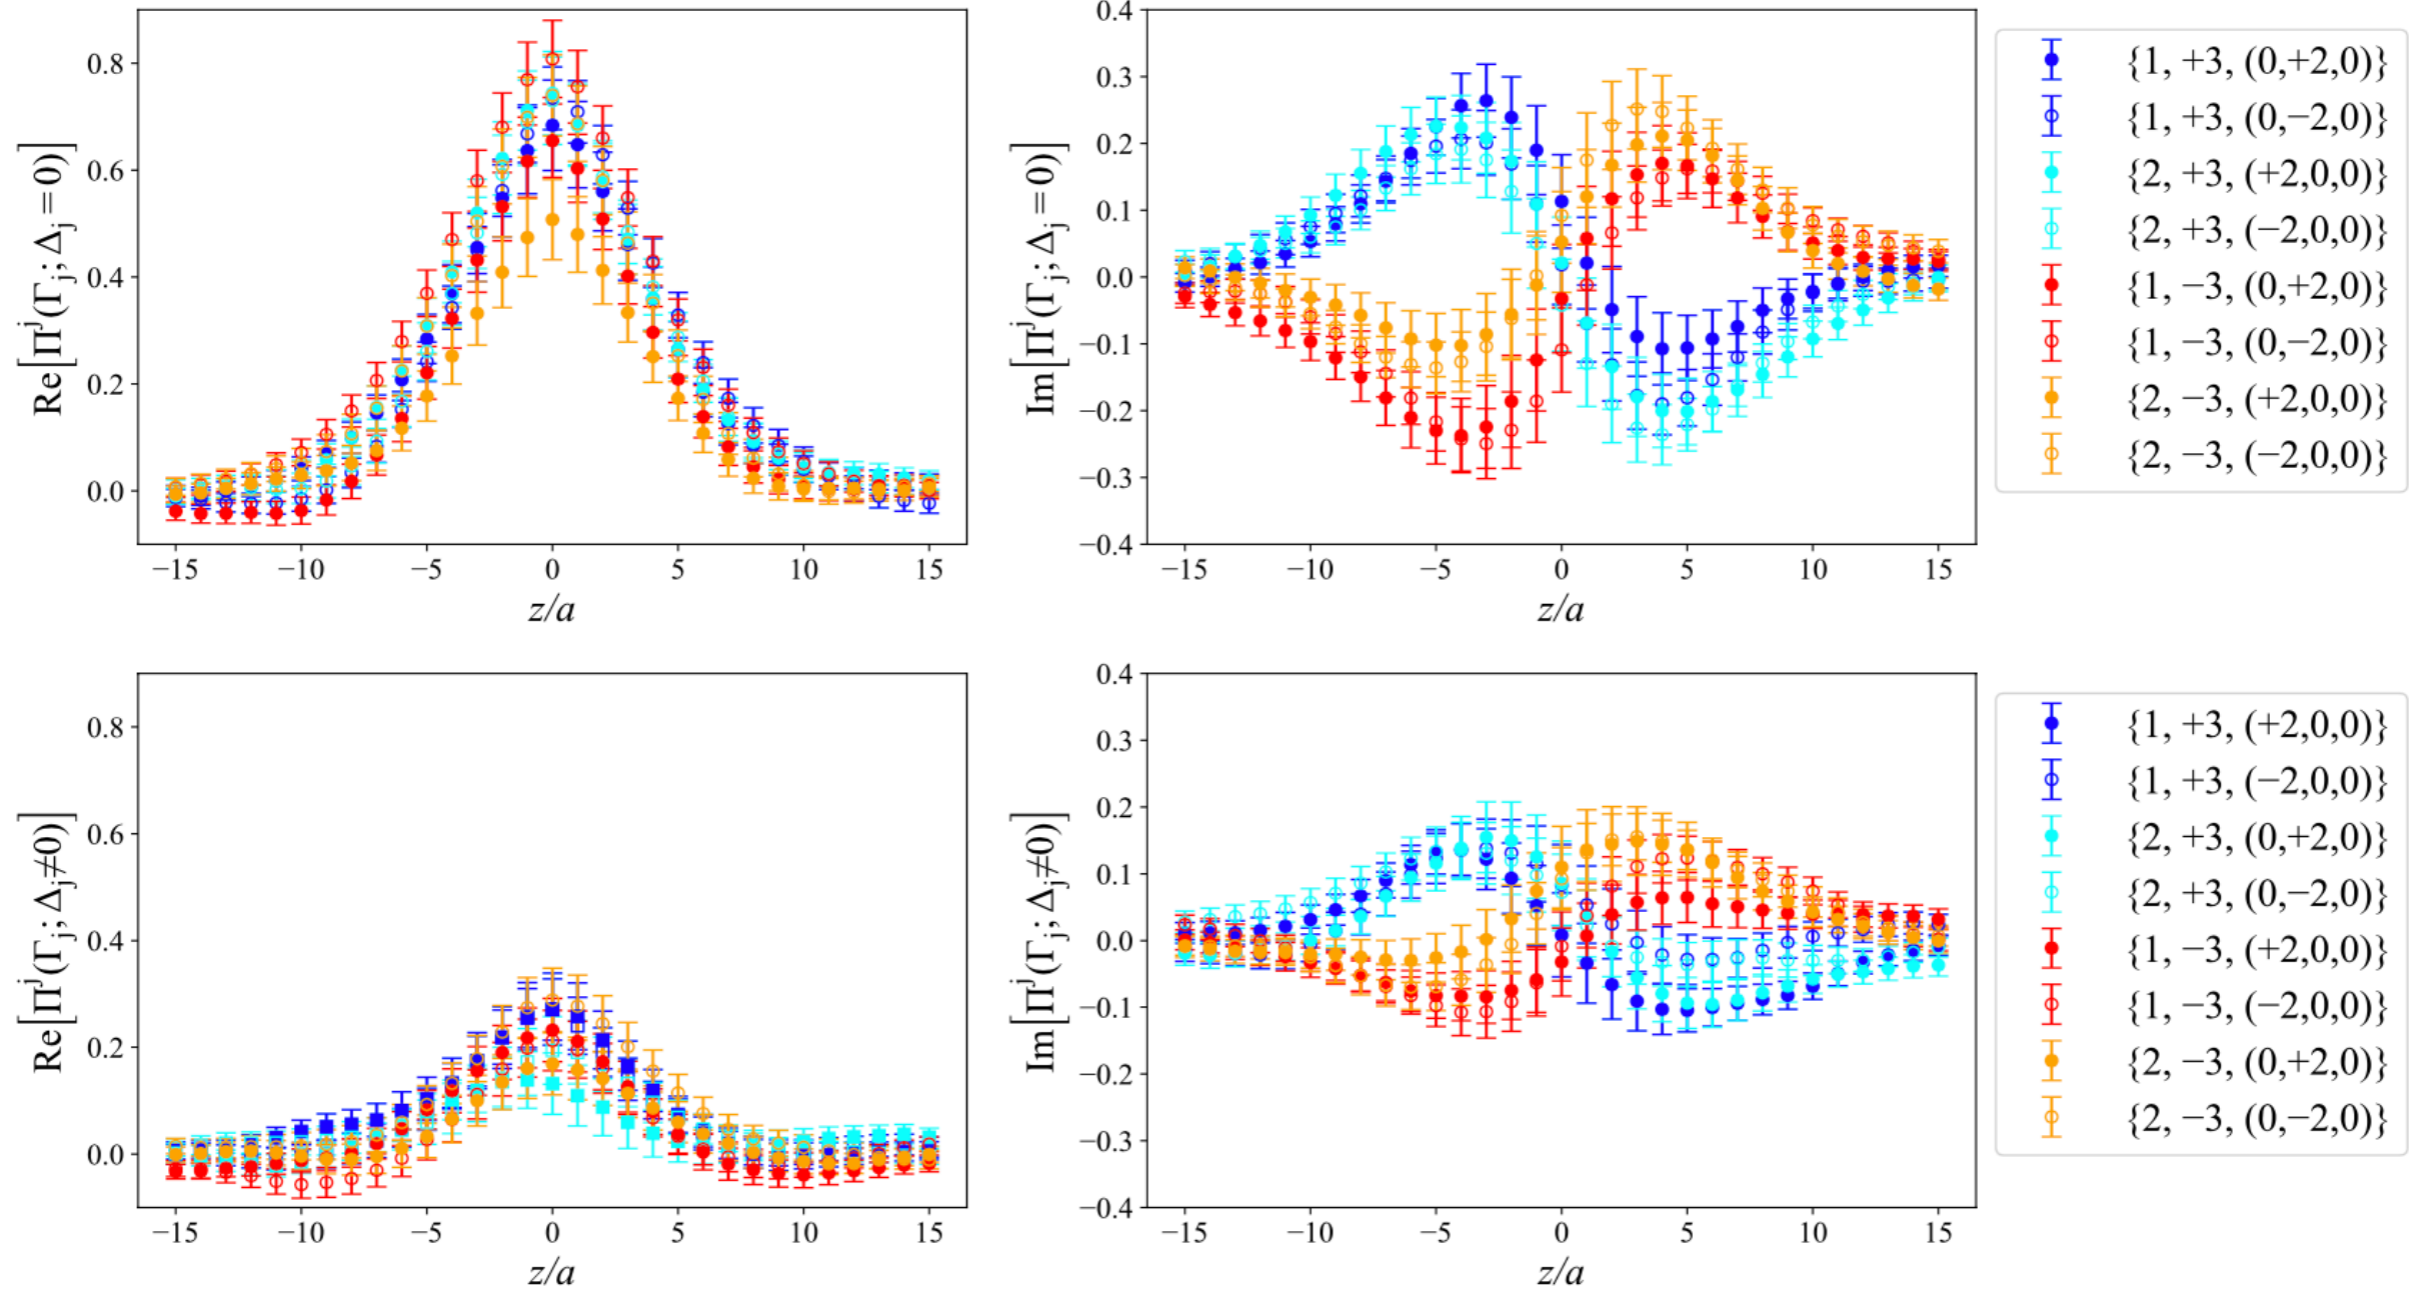 Re[Π^j(Γ_j; Δ_j = 0)]
0.8
0.6
0.4
0.2
0.0
−15 −10 −5 0 5 10 15
z/a
Im[Π^j(Γ_j; Δ_j = 0)]
0.4
0.3
0.2
0.1
0.0
−0.1
−0.2
−0.3
−0.4
−15 −10 −5 0 5 10 15
z/a
{1, +3, (0,+2,0)}
{1, +3, (0,−2,0)}
{2, +3, (+2,0,0)}
{2, +3, (−2,0,0)}
{1, −3, (0,+2,0)}
{1, −3, (0,−2,0)}
{2, −3, (+2,0,0)}
{2, −3, (−2,0,0)}
Re[Π^j(Γ_j; Δ_j≠0)]
0.8
0.6
0.4
0.2
0.0
−15 −10 −5 0 5 10 15
z/a
Im[Π^j(Γ_j; Δ_j≠0)]
0.4
0.3
0.2
0.1
0.0
−0.1
−0.2
−0.3
−0.4
−15 −10 −5 0 5 10 15
z/a
{1, +3, (+2,0,0)}
{1, +3, (−2,0,0)}
{2, +3, (0,+2,0)}
{2, +3, (0,−2,0)}
{1, −3, (+2,0,0)}
{1, −3, (−2,0,0)}
{2, −3, (0,+2,0)}
{2, −3, (0,−2,0)}